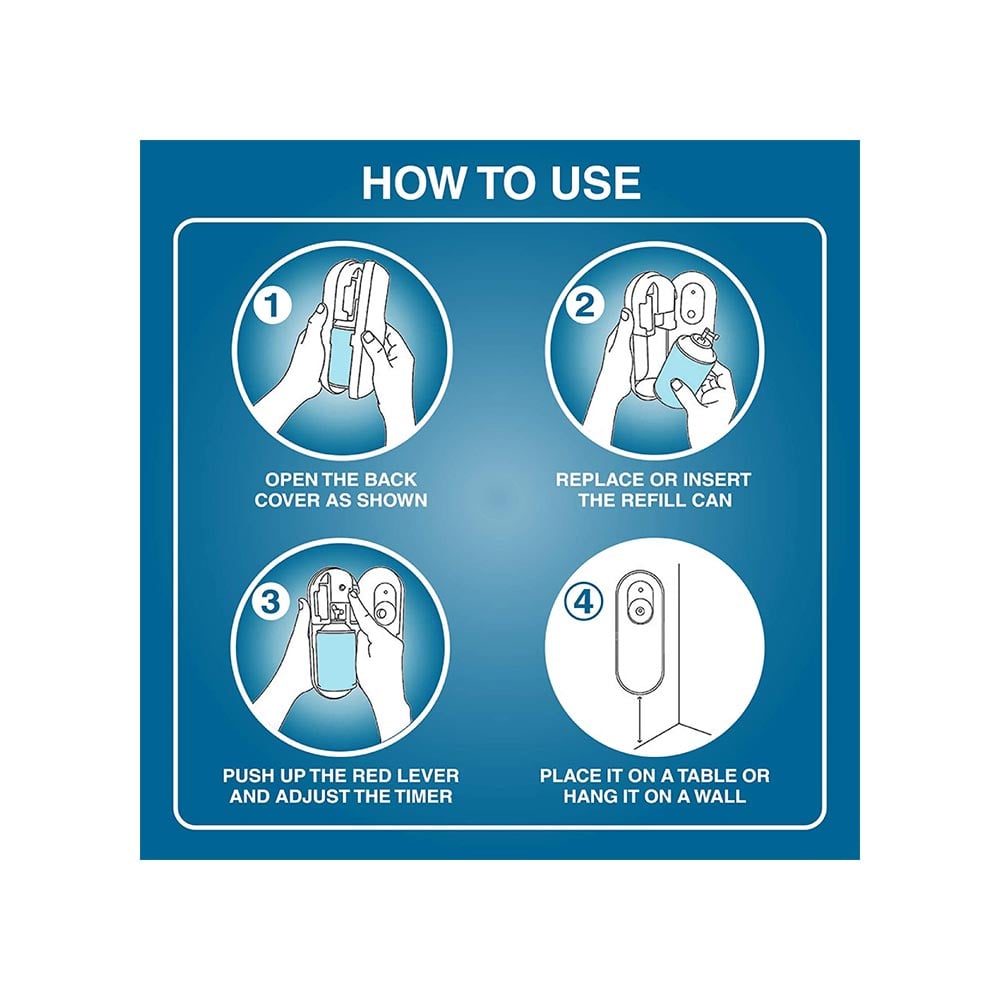 HOW TO USE
1
OPEN THE BACK
COVER AS SHOWN
2
REPLACE OR INSERT
THE REFILL CAN
3
PUSH UP THE RED LEVER
AND ADJUST THE TIMER
4
PLACE IT ON A TABLE OR
HANG IT ON A WALL